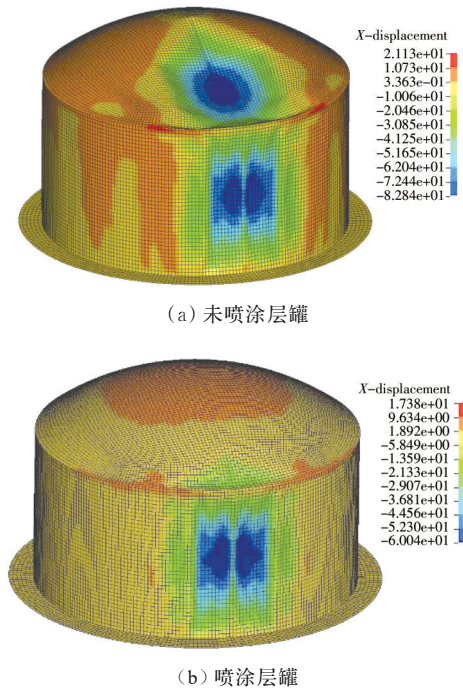 X-displacement
2.113e+01
1.073e+01
3.363e-01
-1.006e+01
-2.046e+01
-3.085e+01
-4.125e+01
-5.165e+01
-6.204e+01
-7.244e+01
-8.284e+01
(a)未喷涂层罐
X-displacement
1.738e+01
9.634e+00
1.892e+00
-5.849e+00
-1.359e+01
-2.133e+01
-2.907e+01
-3.681e+01
-4.456e+01
-5.230e+01
-6.004e+01
(b)喷涂层罐